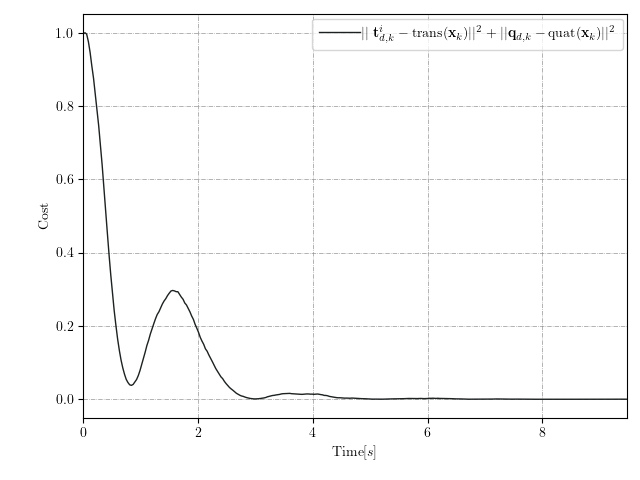 || t^i_{d,k} − trans(x_k)||^2 + ||q_{d,k} − quat(x_k)||^2
1.0
0.8
0.6
0.4
0.2
0.0
Cost
0 2 4 6 8
Time[s]